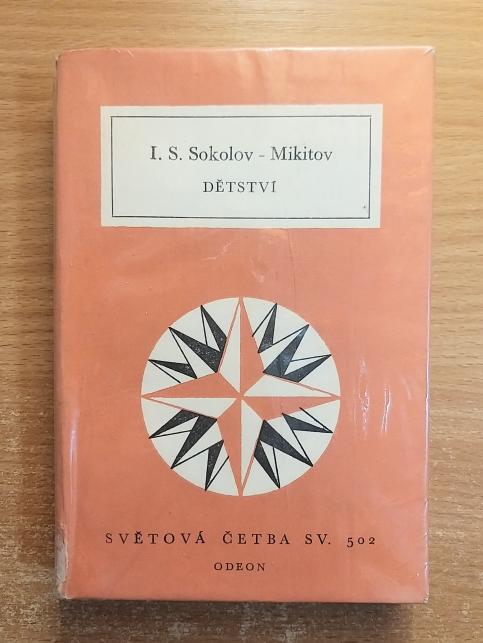 I. S. Sokolov - Mikitov
DĚTSTVÍ
SVĚTOVÁ ČETBA SV. 502
ODEON